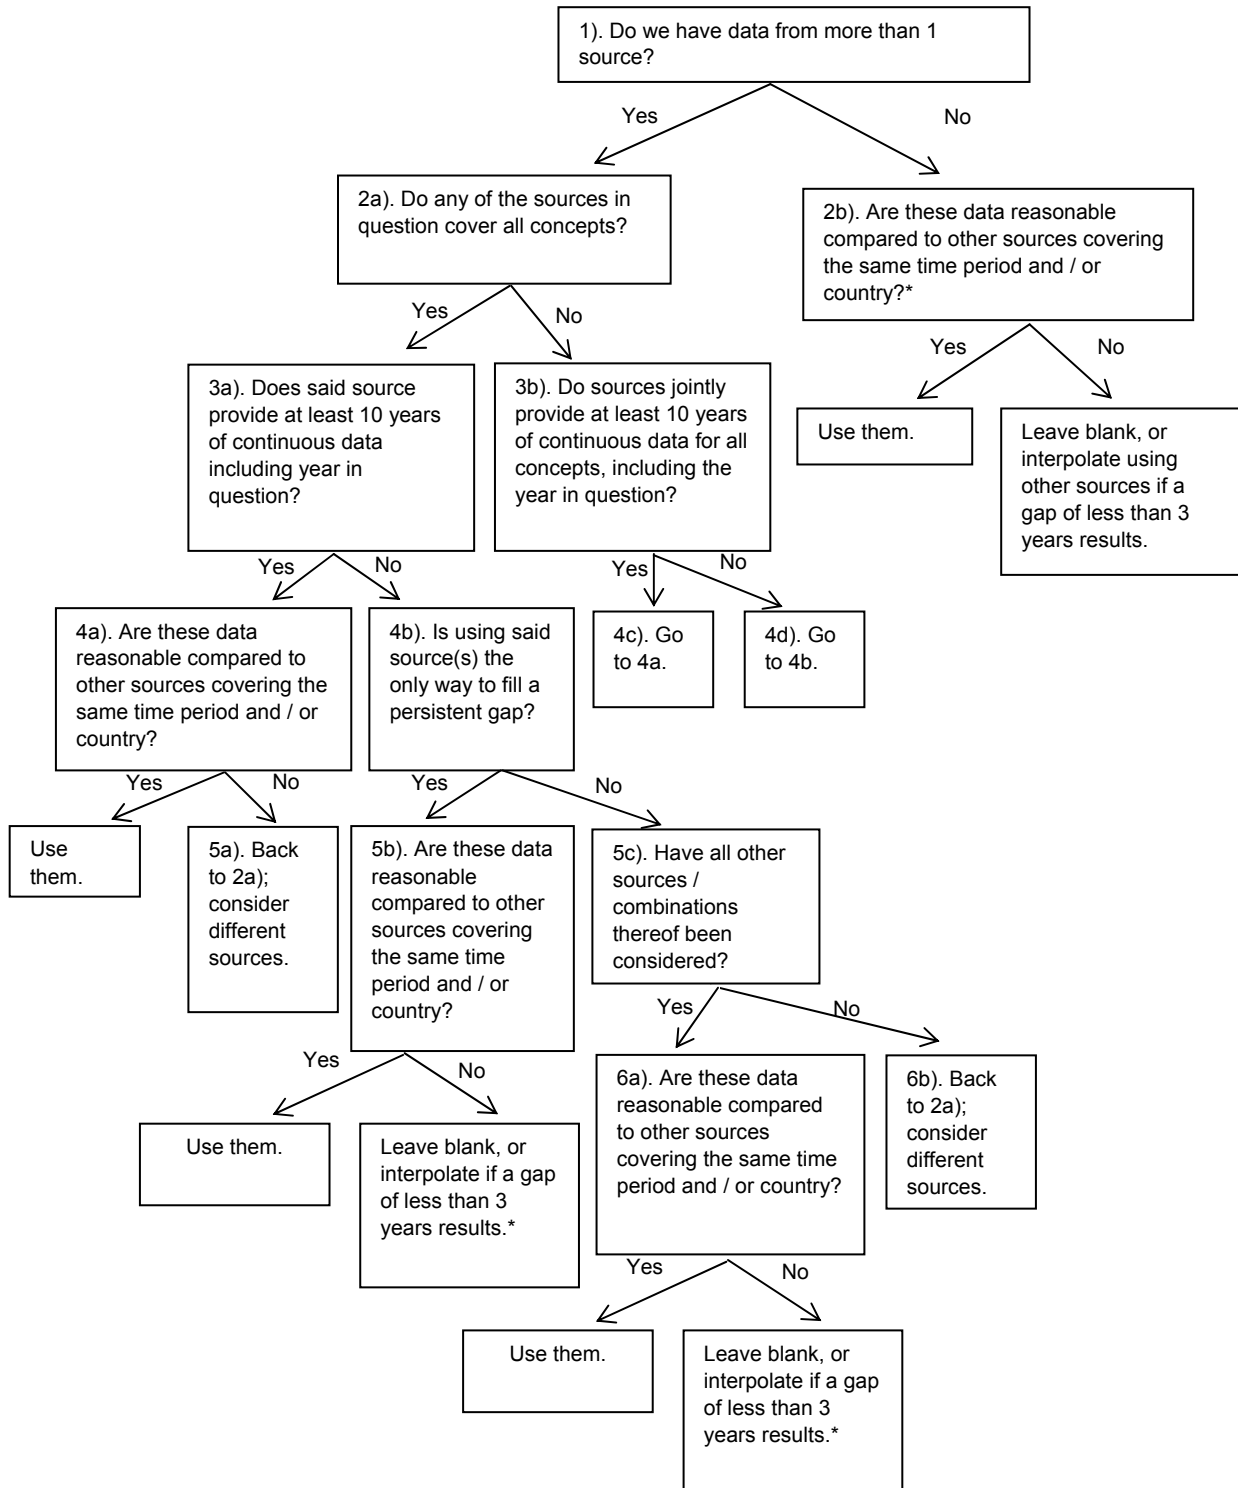 1). Do we have data from more than 1
source?
Yes
No
2a). Do any of the sources in
question cover all concepts?
2b). Are these data reasonable
compared to other sources covering
the same time period and / or
country?*
Yes
No
Yes
No
3a). Does said source
provide at least 10 years
of continuous data
including year in
question?
3b). Do sources jointly
provide at least 10 years
of continuous data for all
concepts, including the
year in question?
Use them.
Leave blank, or
interpolate using
other sources if a
gap of less than 3
years results.
Yes
No
Yes
No
4a). Are these data
reasonable compared to
other sources covering the
same time period and / or
country?
4b). Is using said
source(s) the
only way to fill a
persistent gap?
4c). Go
to 4a.
4d). Go
to 4b.
Yes
No
Yes
No
Use
them.
5a). Back
to 2a);
consider
different
sources.
5b). Are these data
reasonable
compared to other
sources covering
the same time
period and / or
country?
5c). Have all other
sources /
combinations
thereof been
considered?
Yes
No
Yes
No
Use them.
Leave blank, or
interpolate if a gap
of less than 3
years results.*
6a). Are these data
reasonable compared
to other sources
covering the same time
period and / or country?
6b). Back
to 2a);
consider
different
sources.
Yes
No
Use them.
Leave blank, or
interpolate if a gap
of less than 3
years results.*